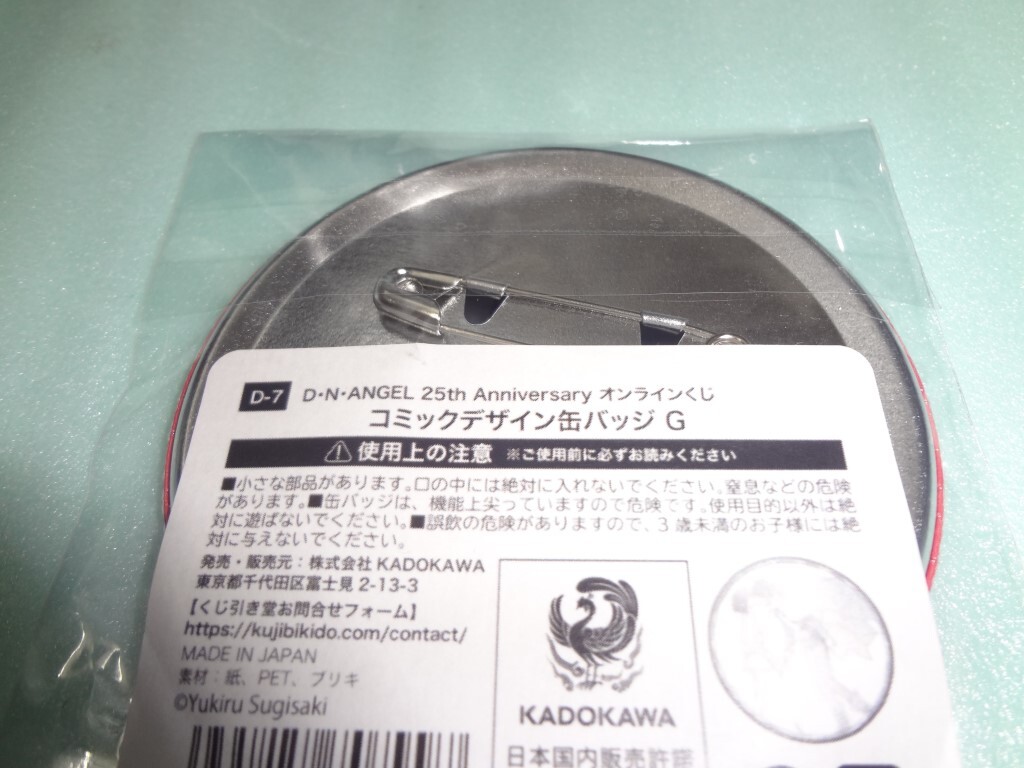 D-7 D・N・ANGEL 25th Anniversary オンラインくじ
コミックデザイン缶バッジ G
⚠使用上の注意 ※ご使用前に必ずお読みください
■小さな部品があります。口の中には絶対に入れないでください。窒息などの危険
があります。■缶バッジは、機能上尖っていますので危険です。使用目的以外は絶
対に遊ばないでください。■誤飲の危険がありますので、3歳未満のお子様には絶
対に与えないでください。
発売・販売元：株式会社 KADOKAWA
東京都千代田区富士見 2-13-3
【くじ引き堂お問合せフォーム】
https://kujibikido.com/contact/
MADE IN JAPAN
素材：紙、PET、ブリキ
©Yukiru Sugisaki
KADOKAWA
日本国内販売許諾